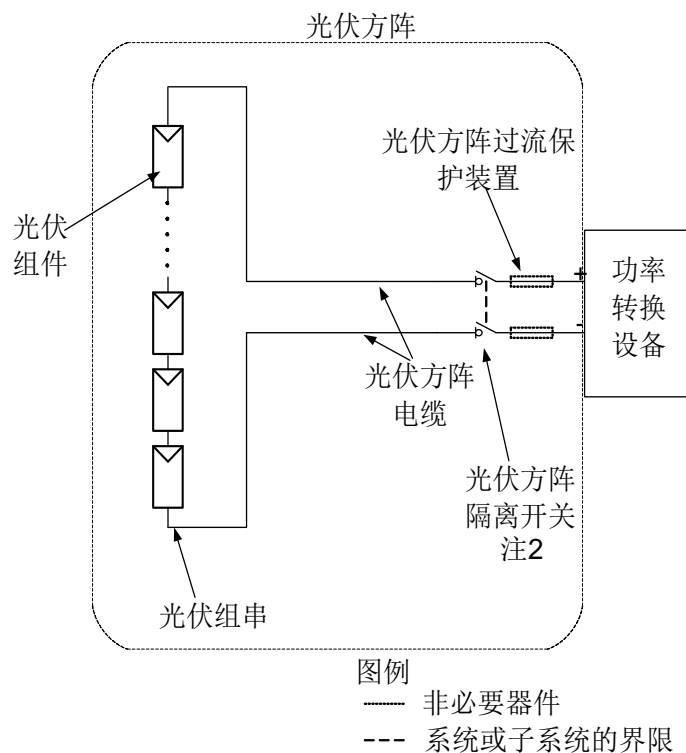 光伏方阵
光伏方阵过流保
护装置
光伏
组件
+
功率
转换
设备
-
光伏方阵
电缆
光伏方阵
隔离开关
注2
光伏组串
图例
非必要器件
系统或子系统的界限